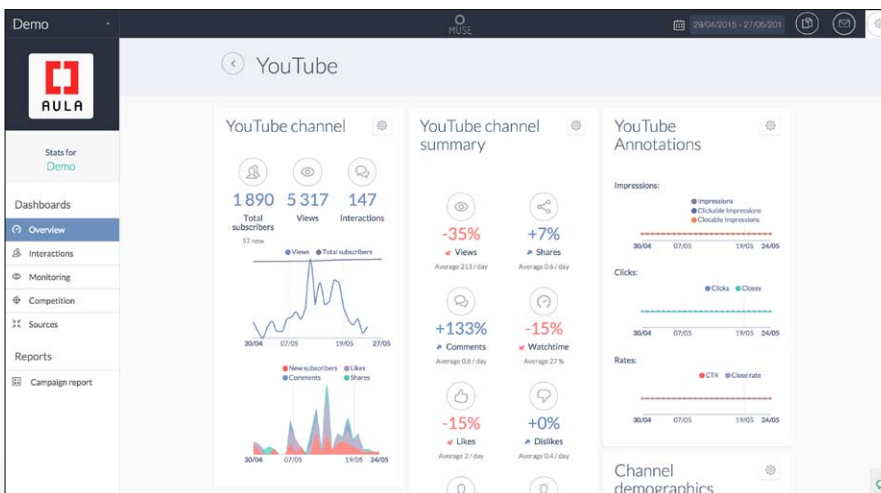 Demo
MUSE
29/04/2015 - 27/05/201
AULA
Stats for
Demo
Dashboards
Overview
Interactions
Monitoring
Competition
Sources
Reports
Campaign report
YouTube
YouTube channel
1 890
5 317
147
Total
subscribers
Views
Interactions
57 new
Views
Total subscribers
30/04
07/05
19/05
27/05
New subscribers
Likes
Comments
Shares
30/04
07/05
19/05
24/05
YouTube channel
summary
-35%
+7%
Views
Shares
Average 213 / day
Average 0.6 / day
+133%
-15%
Comments
Watchtime
Average 0.8 / day
Average 27 %
-15%
+0%
Likes
Dislikes
Average 2 / day
Average 0.4 / day
YouTube
Annotations
Impressions:
Impressions
Clickable Impressions
Closable Impressions
30/04
07/05
19/05
24/05
Clicks:
Clicks
Closes
30/04
07/05
19/05
24/05
Rates:
CTR
Close rate
30/04
07/05
19/05
24/05
Channel
demographics